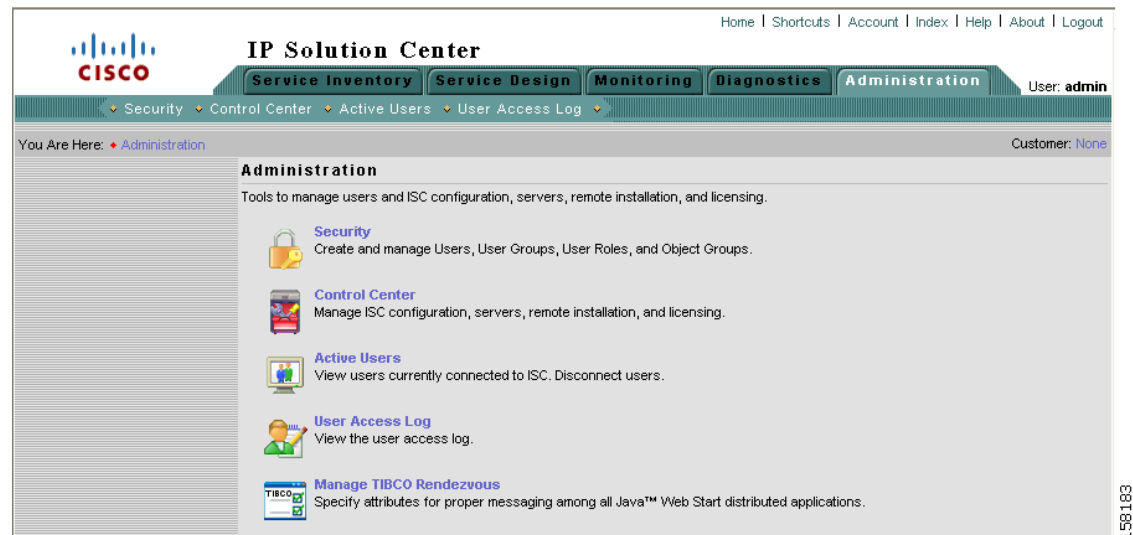 Home | Shortcuts | Account | Index | Help | About | Logout
CISCO
IP Solution Center
Service Inventory Service Design Monitoring Diagnostics Administration
User: admin
Security Control Center Active Users User Access Log
You Are Here: Administration
Customer: None
Administration
Tools to manage users and ISC configuration, servers, remote installation, and licensing.
Security
Create and manage Users, User Groups, User Roles, and Object Groups.
Control Center
Manage ISC configuration, servers, remote installation, and licensing.
Active Users
View users currently connected to ISC. Disconnect users.
User Access Log
View the user access log.
TIBCO
Manage TIBCO Rendezvous
Specify attributes for proper messaging among all Java™ Web Start distributed applications.
158183